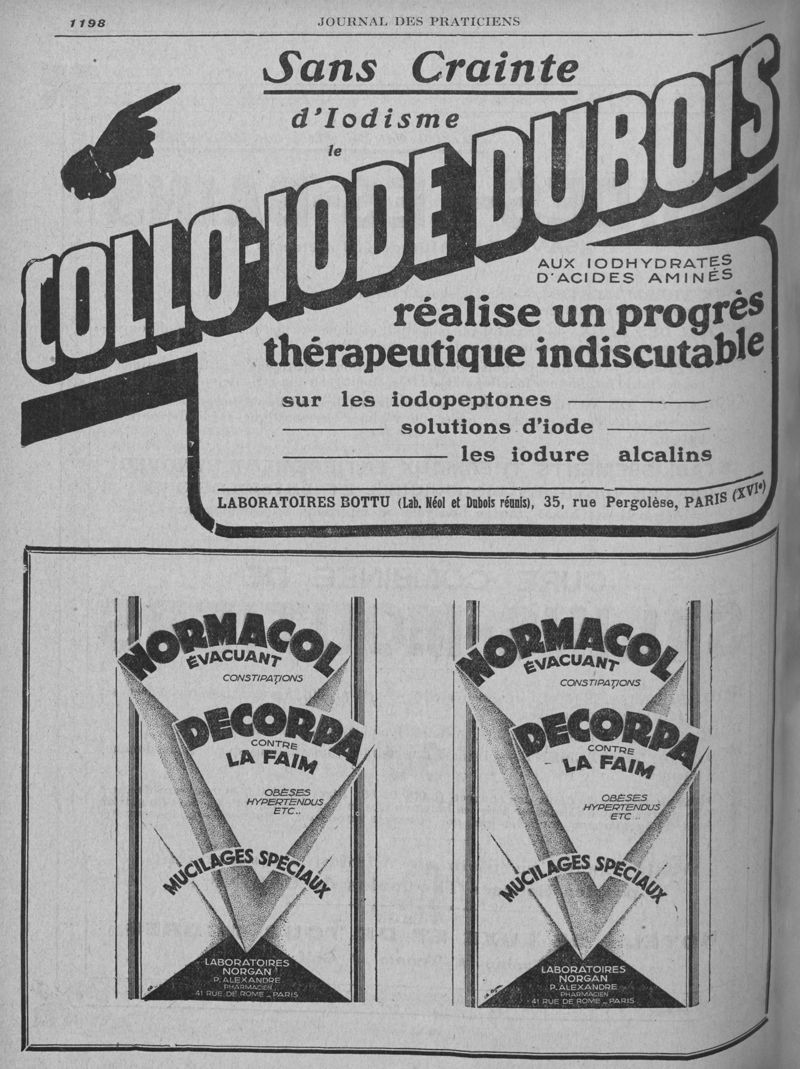 1198
JOURNAL DES PRATICIENS
Sans Crainte
d'Iodisme
le
COLLO-IODE DUBOIS
AUX IODHYDRATES
D'ACIDES AMINÉS
réalise un progrès
thérapeutique indiscutable
sur les iodopeptones
solutions d'iode
les iodure alcalins
LABORATOIRES BOTTU (Lab. Néol et Dubois réunis), 35, rue Pergolèse, PARIS (XVIe)
NORMACOL
ÉVACUANT
CONSTIPATIONS
DECORPA
CONTRE
LA FAIM
OBÈSES
HYPERTENDUS
ETC..
MUCILAGES SPÉCIAUX
LABORATOIRES
NORGAN
P. ALEXANDRE
PHARMACIEN
41 RUE DE ROME _ PARIS
NORMACOL
ÉVACUANT
CONSTIPATIONS
DECORPA
CONTRE
LA FAIM
OBÈSES
HYPERTENDUS
ETC..
MUCILAGES SPÉCIAUX
LABORATOIRES
NORGAN
P. ALEXANDRE
PHARMACIEN
41 RUE DE ROME _ PARIS